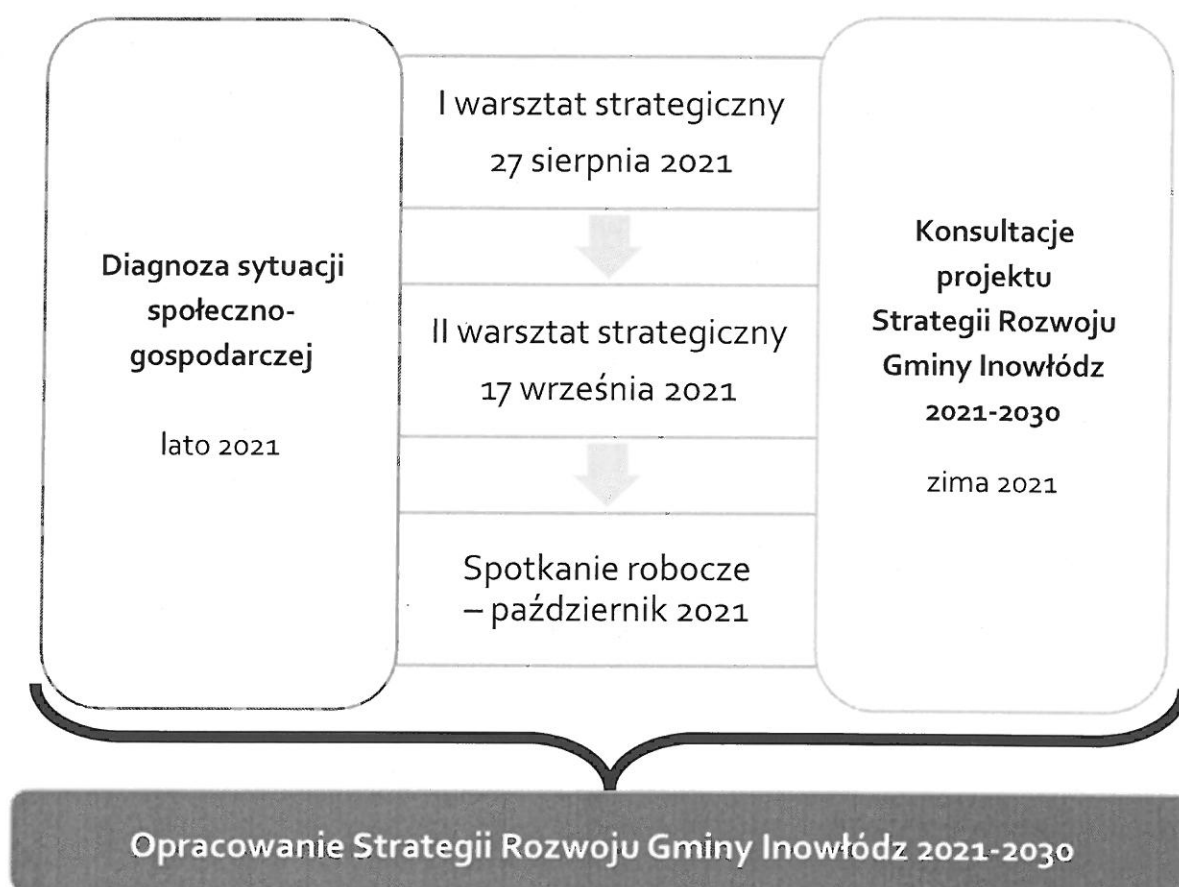 Diagnoza sytuacji
społeczno-
gospodarczej
lato 2021
I warsztat strategiczny
27 sierpnia 2021
II warsztat strategiczny
17 września 2021
Spotkanie robocze
– październik 2021
Konsultacje
projektu
Strategii Rozwoju
Gminy Inowłódz
2021-2030
zima 2021
Opracowanie Strategii Rozwoju Gminy Inowłódz 2021-2030